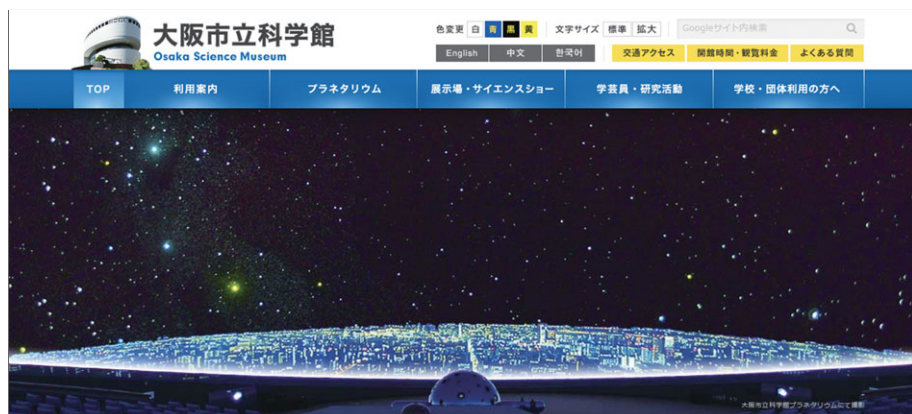 大阪市立科学館
Osaka Science Museum
色変更 白 青 黒 黄 文字サイズ 標準 拡大 Googleサイト内検索
English 中文 한국어 交通アクセス 開館時間・観覧料金 よくある質問
TOP 利用案内 プラネタリウム 展示場・サイエンスショー 学芸員・研究活動 学校・団体利用の方へ
大阪市立科学館プラネタリウムにて撮影